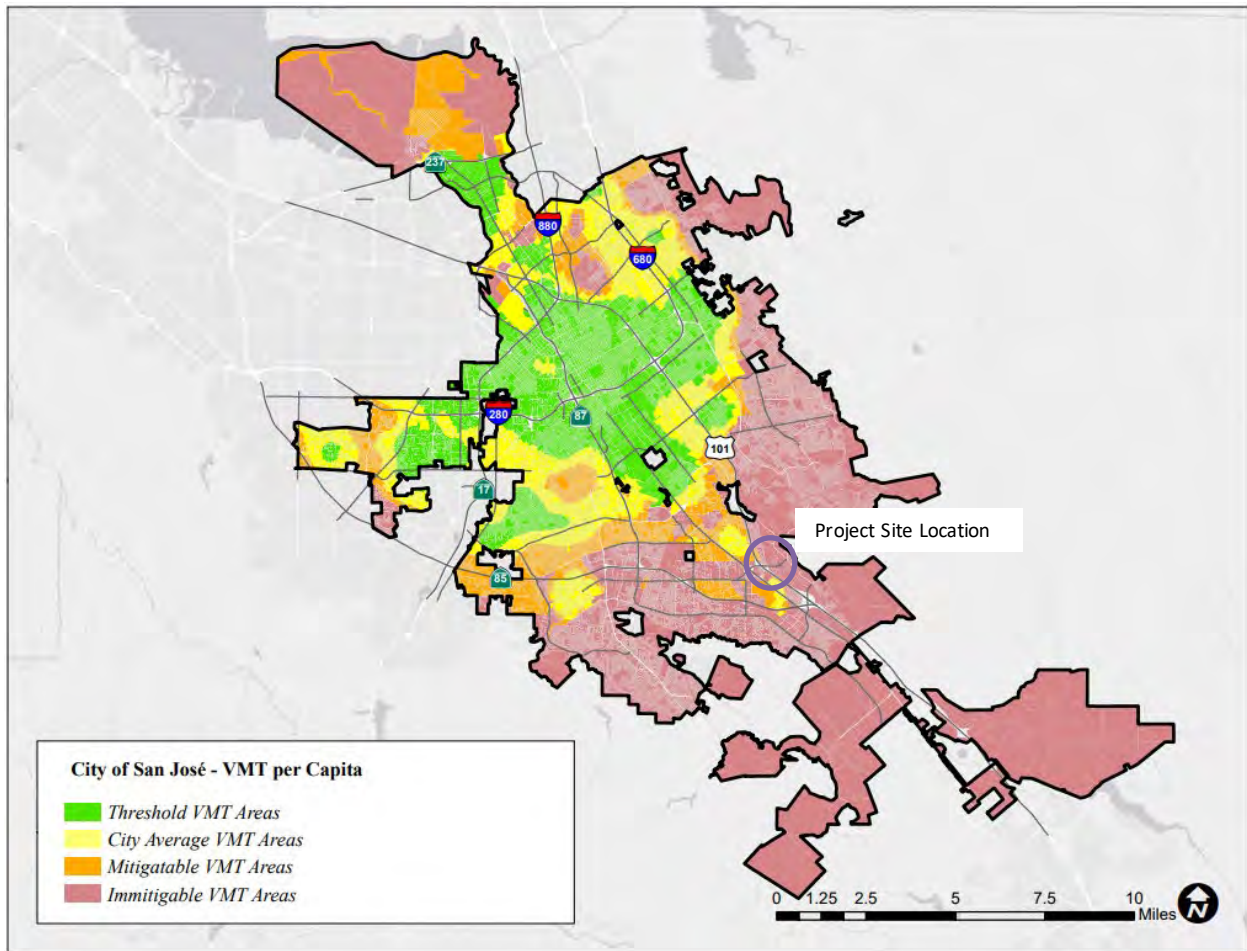 237
880
680
280
87
101
17
Project Site Location
85
City of San José - VMT per Capita
Threshold VMT Areas
City Average VMT Areas
Mitigatable VMT Areas
Immitigable VMT Areas
0 1.25 2.5 5 7.5 10
Miles
N